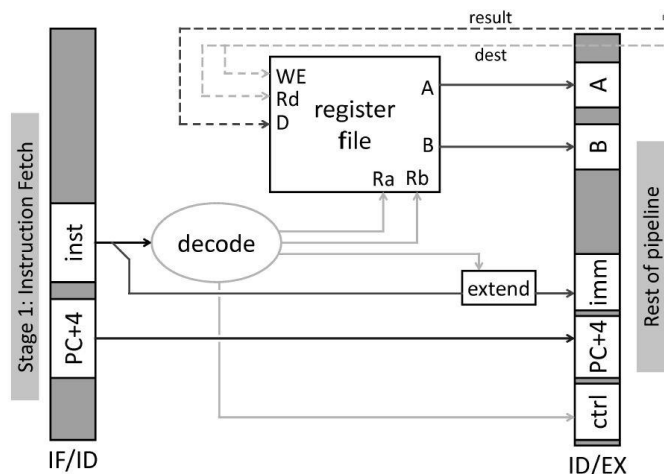 result
dest
WE
Rd
D
register
file
A
B
Ra Rb
A
B
Stage 1: Instruction Fetch
inst
decode
extend
imm
PC+4
PC+4
ctrl
Rest of pipeline
IF/ID
ID/EX